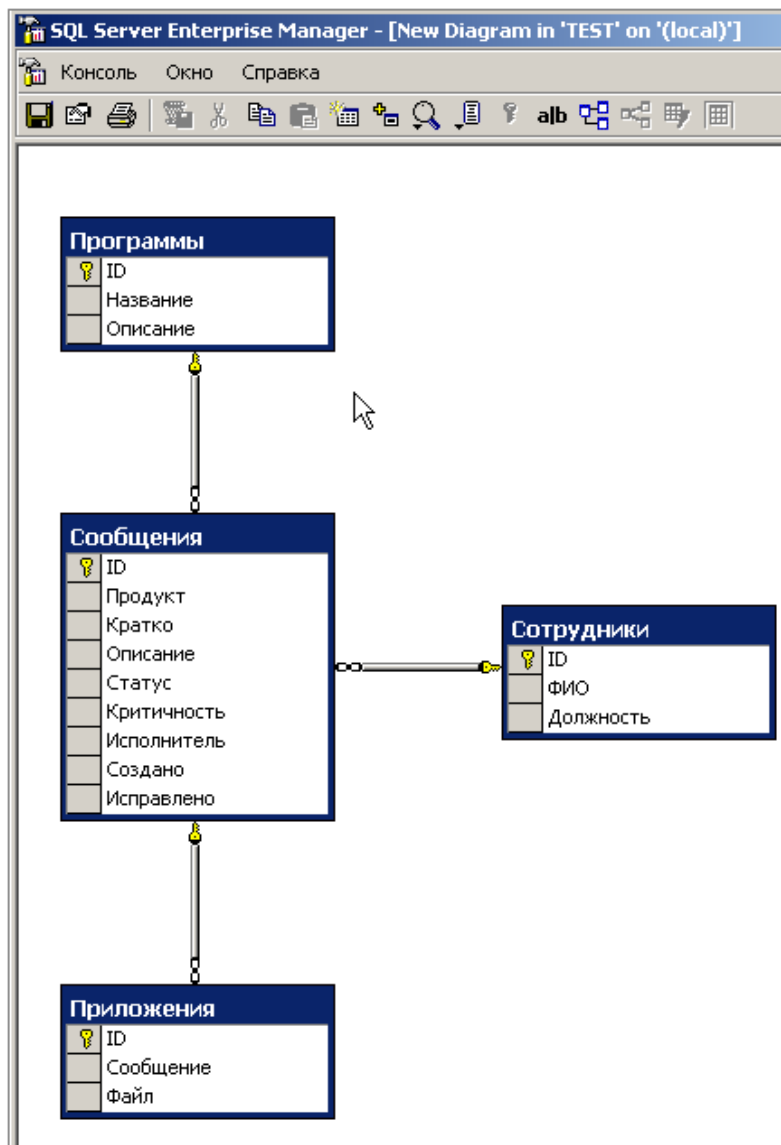 SQL Server Enterprise Manager - [New Diagram in 'TEST' on '(local)']
Консоль Окно Справка
a|b
Программы
ID
Название
Описание
Сообщения
ID
Продукт
Кратко
Описание
Статус
Критичность
Исполнитель
Создано
Исправлено
Сотрудники
ID
ФИО
Должность
Приложения
ID
Сообщение
Файл